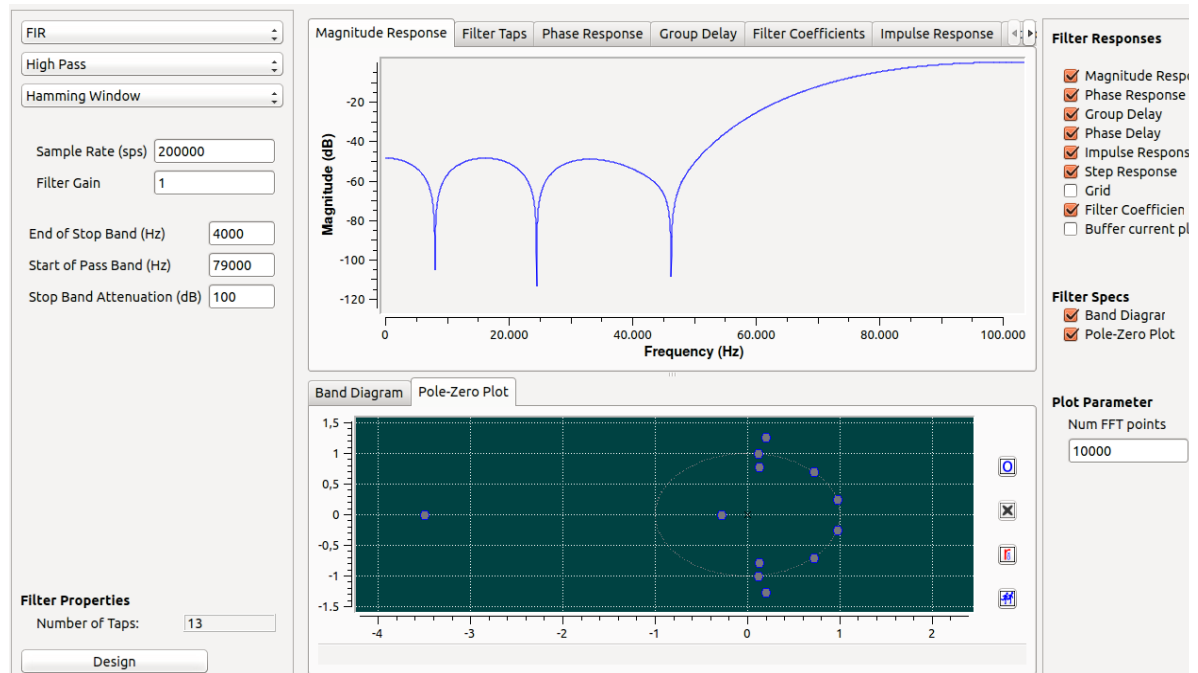 FIR
High Pass
Hamming Window
Sample Rate (sps) 200000
Filter Gain 1
End of Stop Band (Hz) 4000
Start of Pass Band (Hz) 79000
Stop Band Attenuation (dB) 100
Filter Properties
Number of Taps: 13
Design
Magnitude Response Filter Taps Phase Response Group Delay Filter Coefficients Impulse Response
Magnitude (dB)
-20
-40
-60
-80
-100
-120
0 20.000 40.000 60.000 80.000 100.000
Frequency (Hz)
Band Diagram Pole-Zero Plot
1,5
1
0,5
0
-0,5
-1
-1.5
-4 -3 -2 -1 0 1 2
Filter Responses
Magnitude Respo
Phase Response
Group Delay
Phase Delay
Impulse Respons
Step Response
Grid
Filter Coefficien
Buffer current pl
Filter Specs
Band Diagrar
Pole-Zero Plot
Plot Parameter
Num FFT points
10000